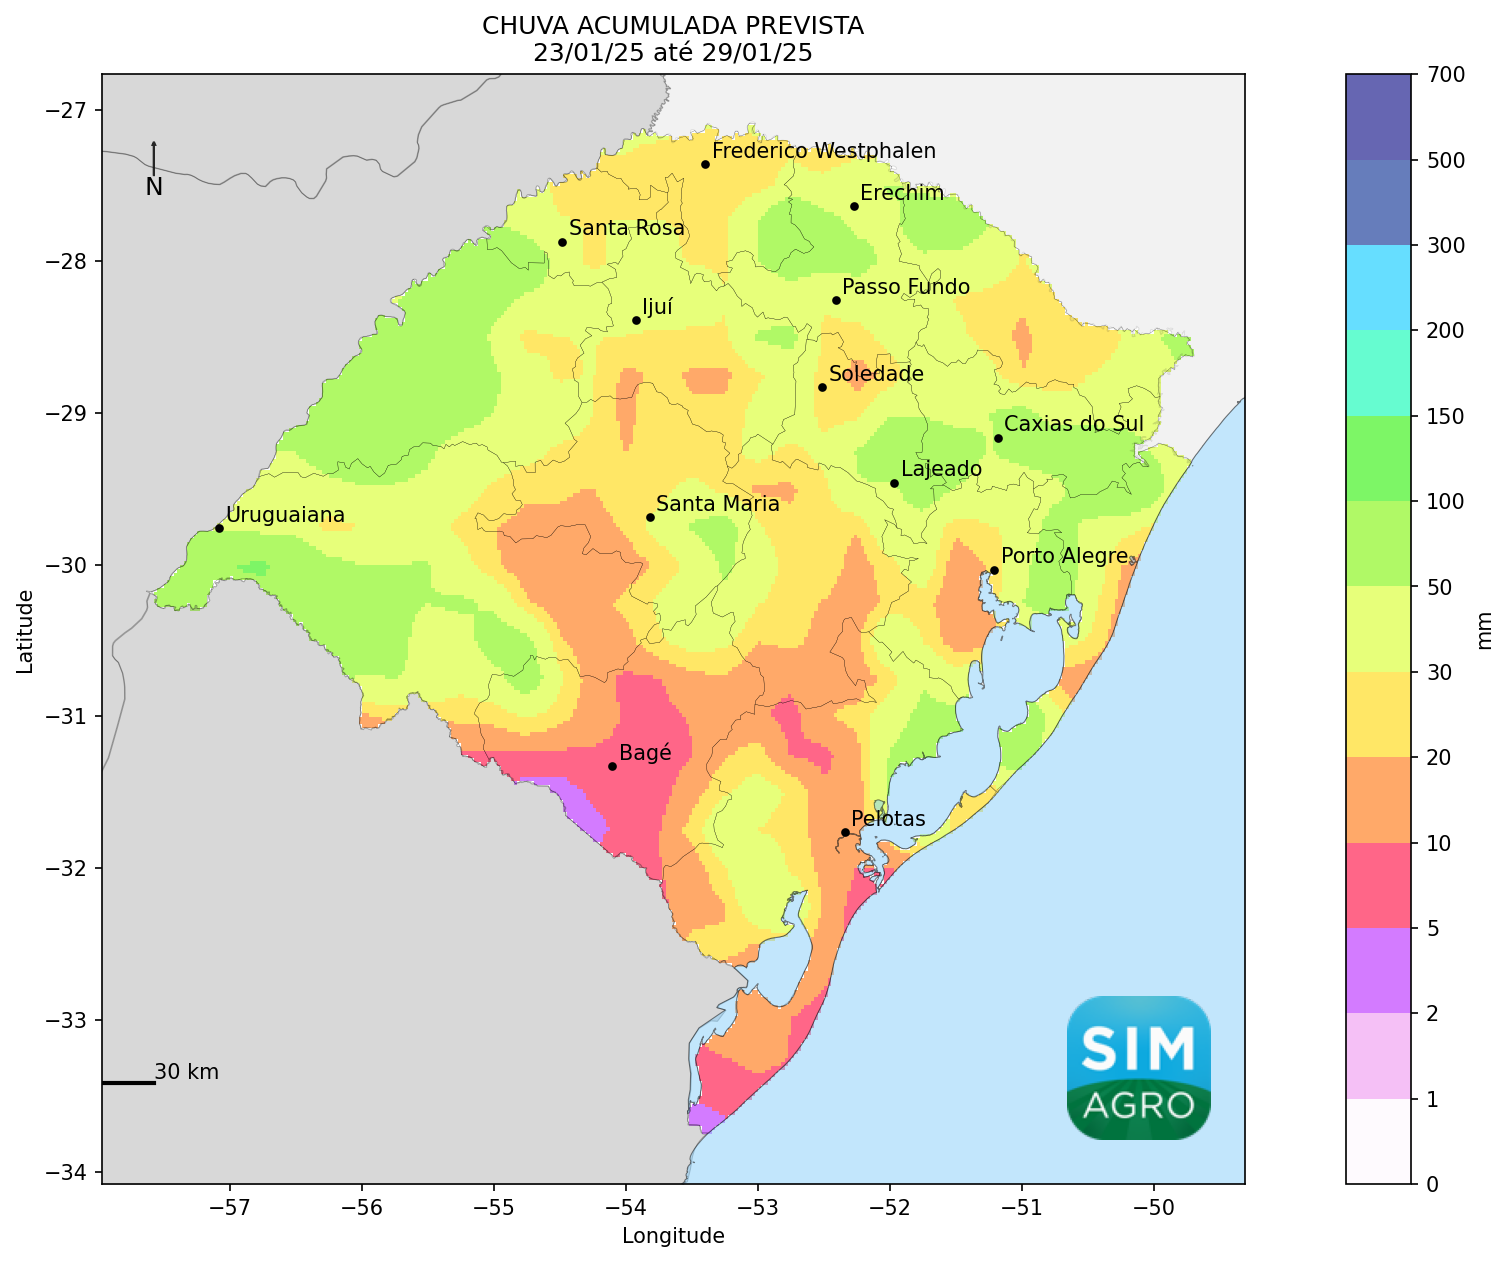 CHUVA ACUMULADA PREVISTA
23/01/25 até 29/01/25
−27
−28
−29
−30
−31
−32
−33
−34
Latitude
N
Frederico Westphalen
Erechim
Santa Rosa
Passo Fundo
Ijuí
Soledade
Caxias do Sul
Lajeado
Santa Maria
Uruguaiana
Porto Alegre
Bagé
Pelotas
30 km
SIM
AGRO
−57
−56
−55
−54
−53
−52
−51
−50
Longitude
700
500
300
200
150
100
50
30
20
10
5
2
1
0
mm